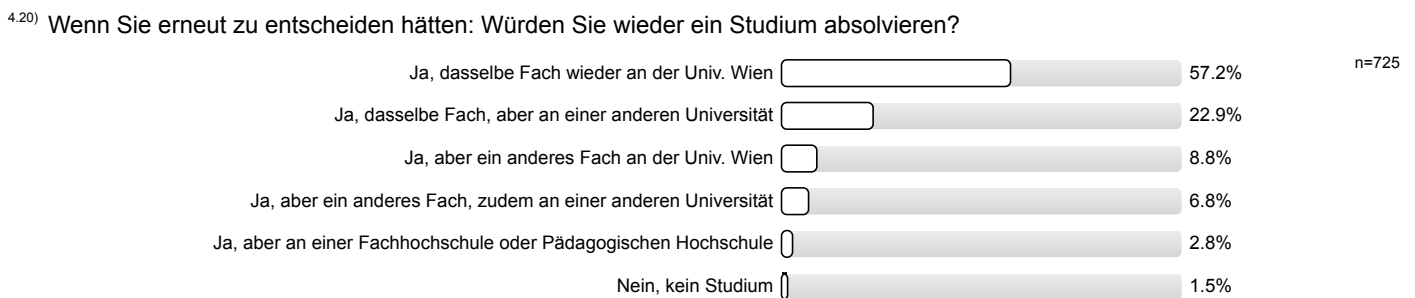 4.20) Wenn Sie erneut zu entscheiden hätten: Würden Sie wieder ein Studium absolvieren?
Ja, dasselbe Fach wieder an der Univ. Wien 57.2% n=725
Ja, dasselbe Fach, aber an einer anderen Universität 22.9%
Ja, aber ein anderes Fach an der Univ. Wien 8.8%
Ja, aber ein anderes Fach, zudem an einer anderen Universität 6.8%
Ja, aber an einer Fachhochschule oder Pädagogischen Hochschule 2.8%
Nein, kein Studium 1.5%